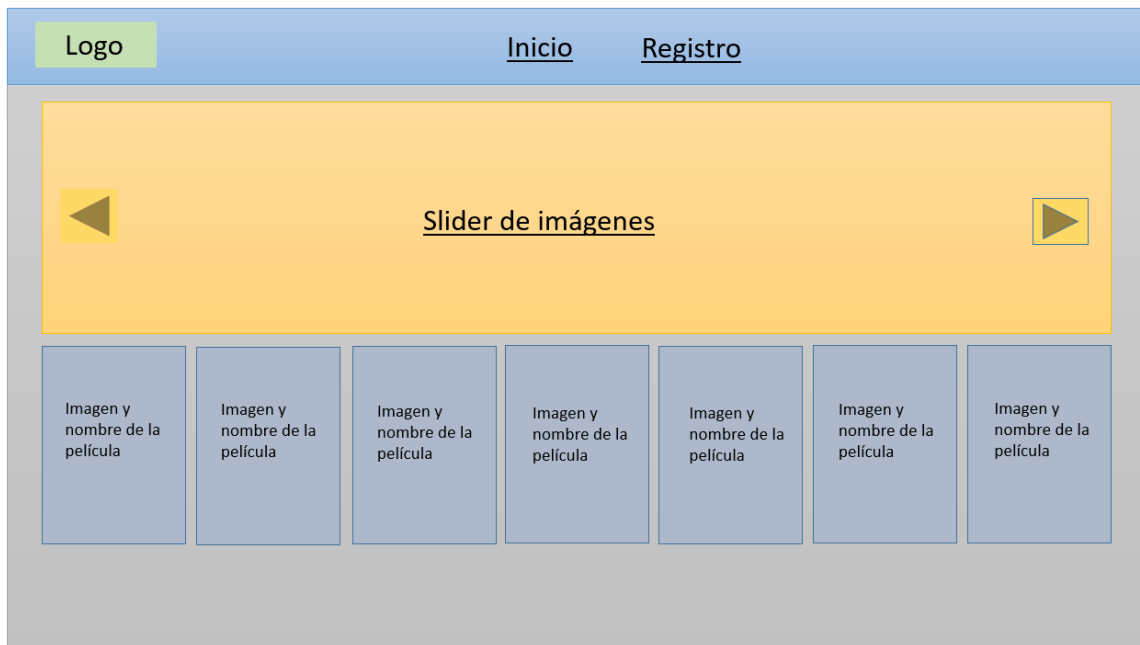 Logo
Inicio
Registro
Slider de imágenes
Imagen y
nombre de la
película
Imagen y
nombre de la
película
Imagen y
nombre de la
película
Imagen y
nombre de la
película
Imagen y
nombre de la
película
Imagen y
nombre de la
película
Imagen y
nombre de la
película